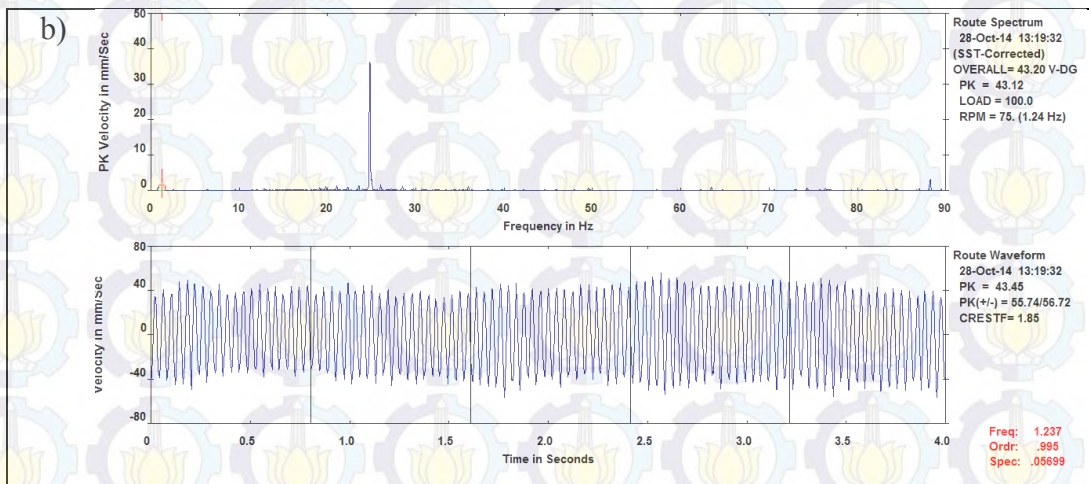 b)
PK Velocity in mm/Sec
50
40
30
20
10
0
0 10 20 30 40 50 60 70 80 90
Frequency in Hz
Route Spectrum
28-Oct-14 13:19:32
(SST-Corrected)
OVERALL= 43.20 V-DG
PK = 43.12
LOAD = 100.0
RPM = 75. (1.24 Hz)
Velocity in mm/Sec
80
40
0
-40
-80
0 0.5 1.0 1.5 2.0 2.5 3.0 3.5 4.0
Time in Seconds
Route Waveform
28-Oct-14 13:19:32
PK = 43.45
PK(+/-) = 55.74/56.72
CRESTF= 1.85
Freq: 1.237
Ordr: .995
Spec: .05699